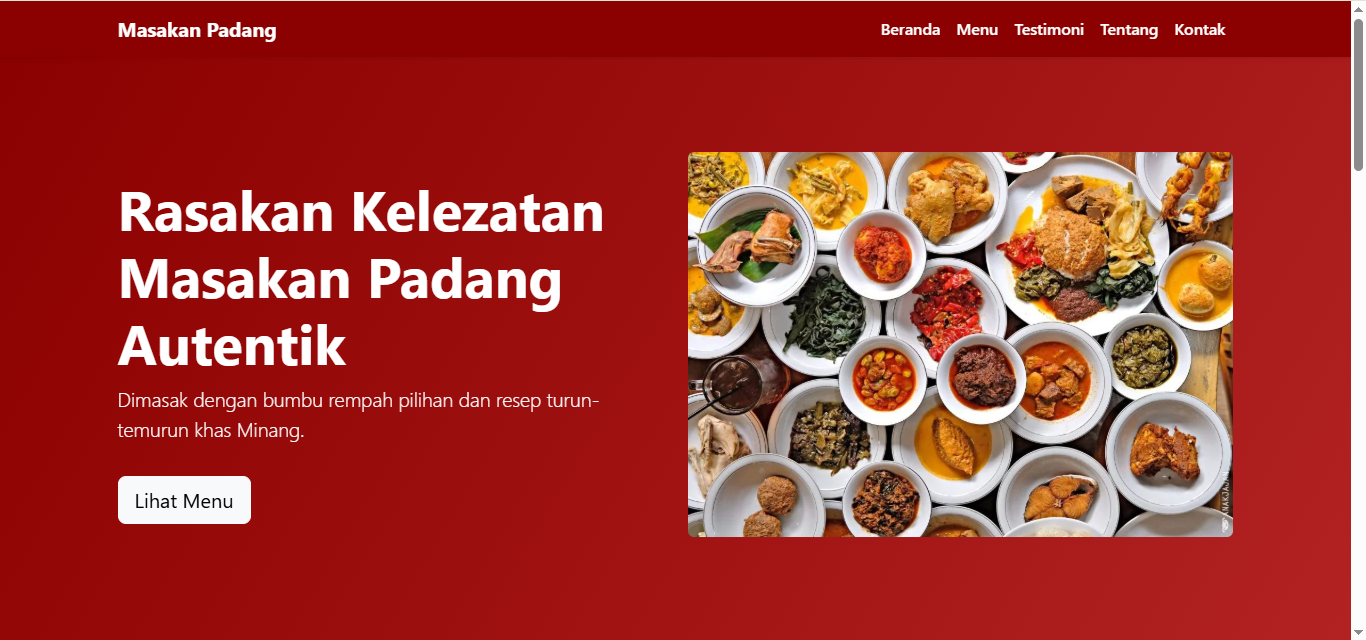 Masakan Padang
Beranda Menu Testimoni Tentang Kontak
Rasakan Kelezatan
Masakan Padang
Autentik
Dimasak dengan bumbu rempah pilihan dan resep turun-
temurun khas Minang.
Lihat Menu